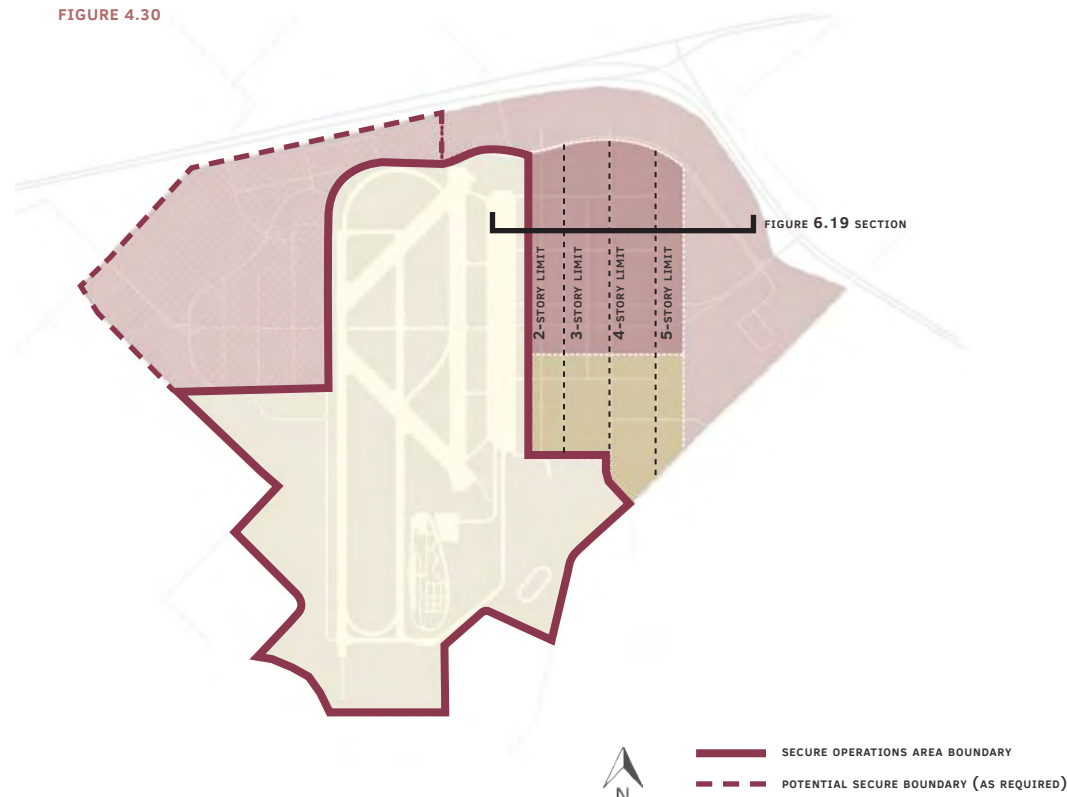 FIGURE 4.30
FIGURE 6.19 SECTION
2-STORY LIMIT
3-STORY LIMIT
4-STORY LIMIT
5-STORY LIMIT
SECURE OPERATIONS AREA BOUNDARY
N
POTENTIAL SECURE BOUNDARY (AS REQUIRED)